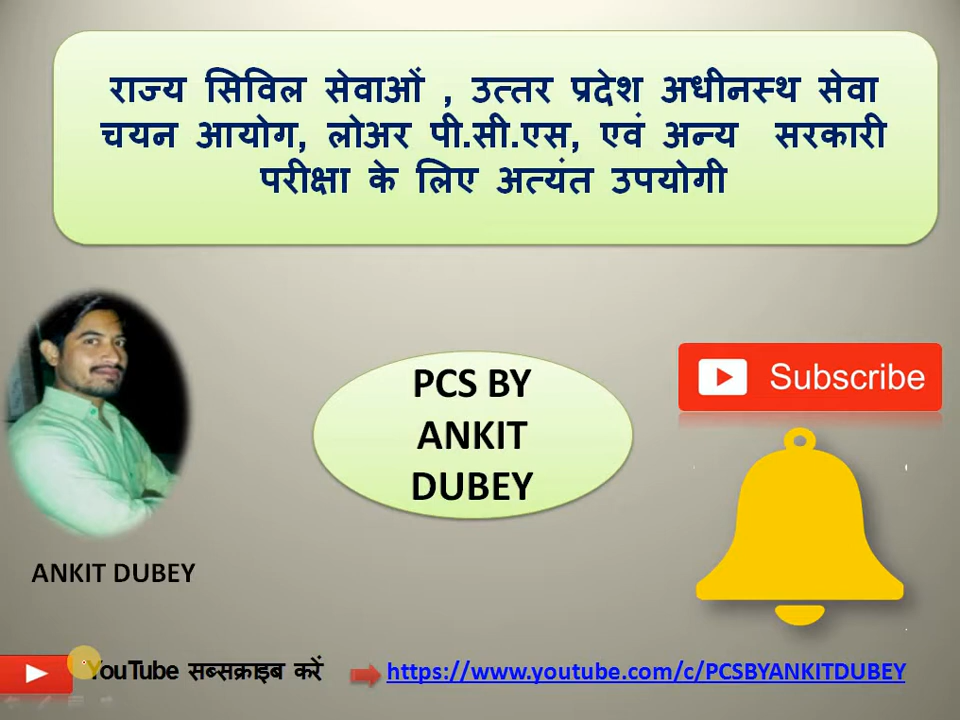 राज्य सिविल सेवाओं , उत्तर प्रदेश अधीनस्थ सेवा
चयन आयोग, लोअर पी.सी.एस, एवं अन्य सरकारी
परीक्षा के लिए अत्यंत उपयोगी
Subscribe
PCS BY
ANKIT
DUBEY
ANKIT DUBEY
YouTube सब्सक्राइब करें https://www.youtube.com/c/PCSBYANKITDUBEY